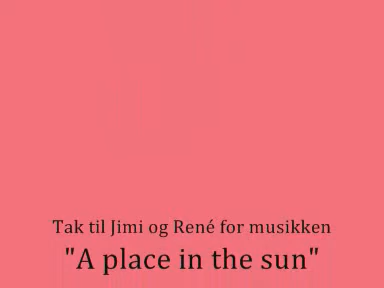 Tak til Jimi og René for musikken
"A place in the sun"